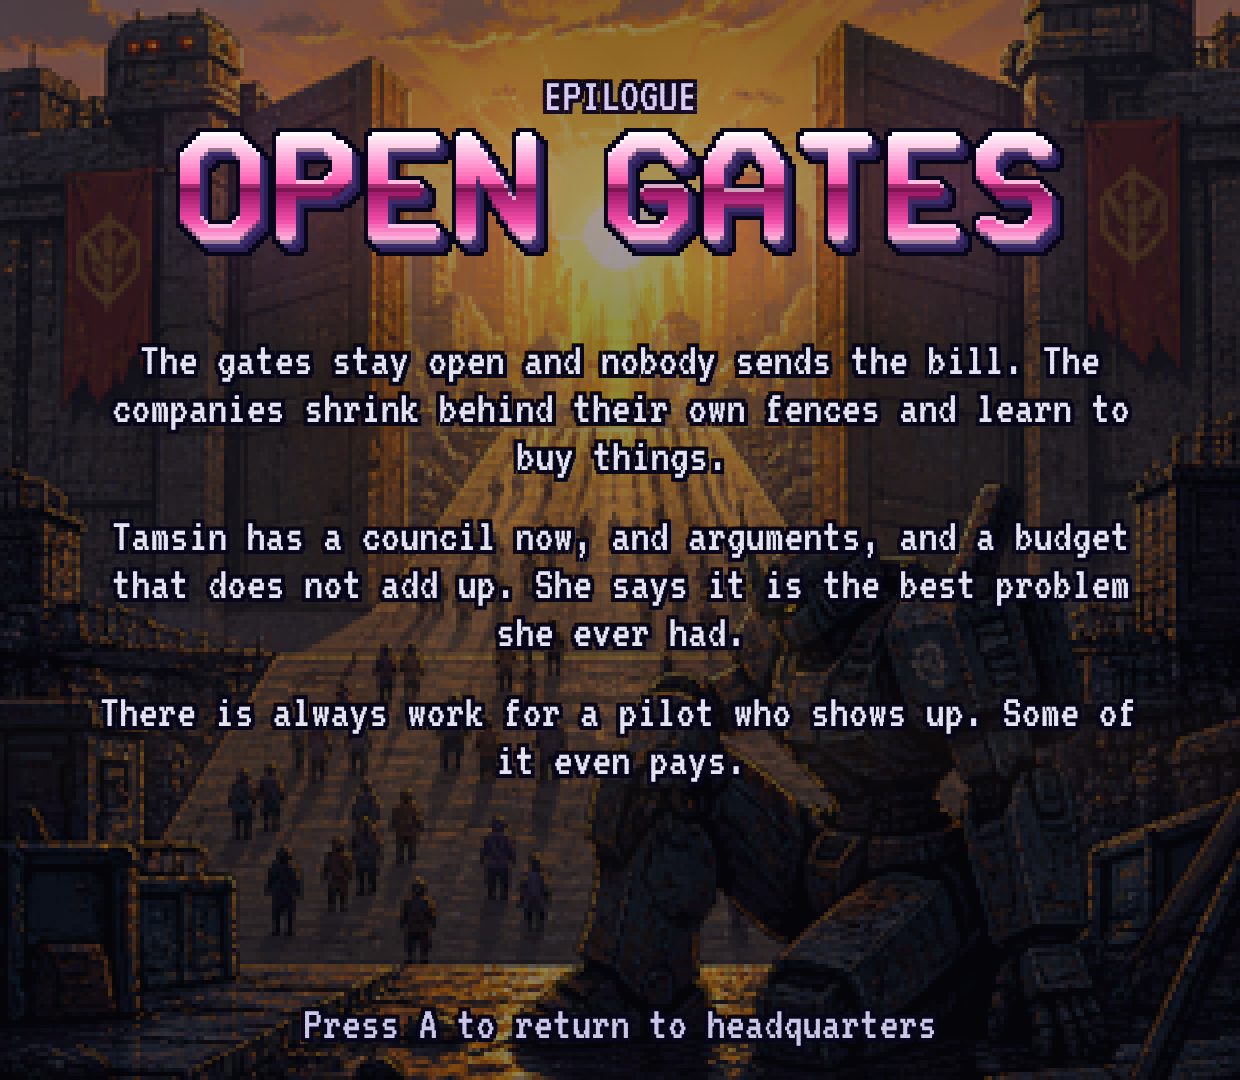 EPILOGUE
OPEN GATES
The gates stay open and nobody sends the bill. The
companies shrink behind their own fences and learn to
buy things.
Tamsin has a council now, and arguments, and a budget
that does not add up. She says it is the best problem
she ever had.
There is always work for a pilot who shows up. Some of
it even pays.
Press A to return to headquarters